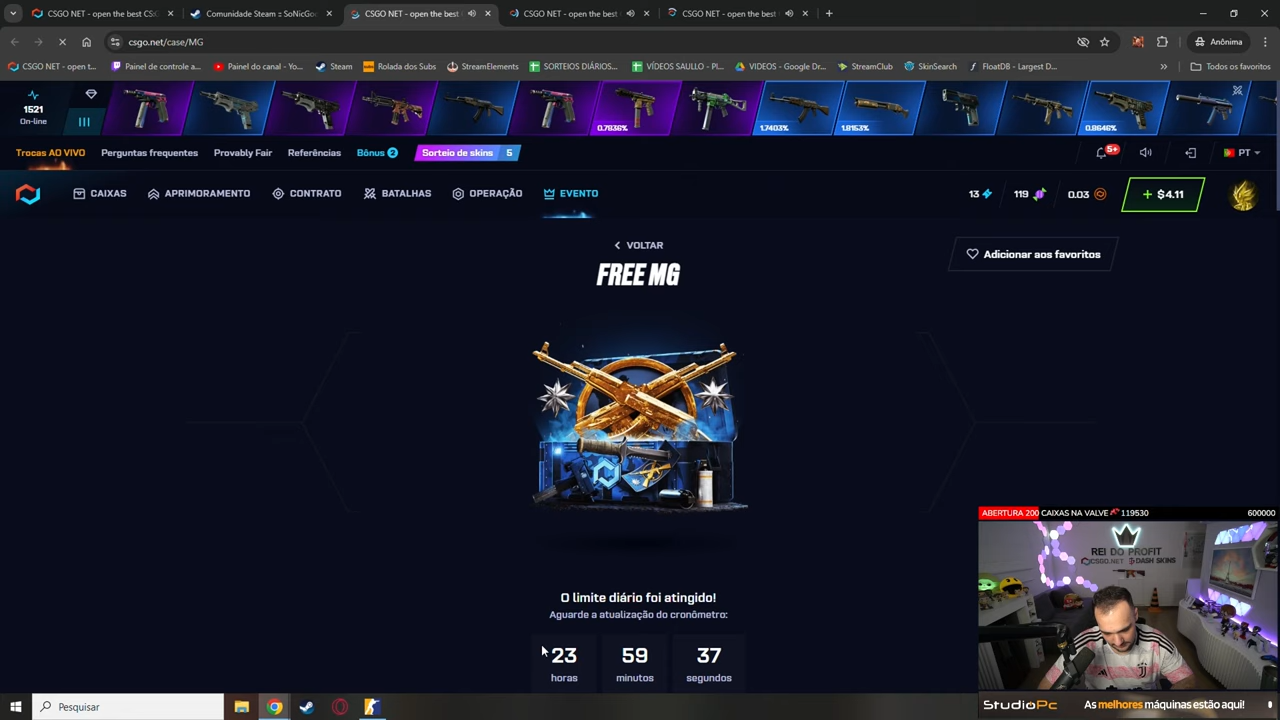 CSGO NET - open the best CS
Comunidade Steam :: SoNicGo
CSGO NET - open the best
CSGO NET - open the best
CSGO NET - open the best
csgo.net/case/MG
Anônima
CSGO NET - open t...
Painel de controle a...
Painel do canal - Yo...
Steam
Rolada dos Subs
StreamElements
SORTEIOS DIÁRIOS...
VÍDEOS SAULLO - PI...
VIDEOS - Google Dr...
StreamClub
SkinSearch
FloatDB - Largest D...
Todos os favoritos
1521
On-line
0.7836%
1.7403%
1.8153%
0.8646%
Trocas AO VIVO
Perguntas frequentes
Provably Fair
Referências
Bônus 2
Sorteio de skins 5
5+
PT
CAIXAS
APRIMORAMENTO
CONTRATO
BATALHAS
OPERAÇÃO
EVENTO
13
119
0.03
+ $4.11
VOLTAR
FREE MG
Adicionar aos favoritos
ABERTURA 200 CAIXAS NA VALVE 119530 600000
REI DO PROFIT
CSGO.NET DASH SKINS
O limite diário foi atingido!
Aguarde a atualização do cronômetro:
23 59 37
horas minutos segundos
StudioPc As melhores máquinas estão aqui!
Pesquisar